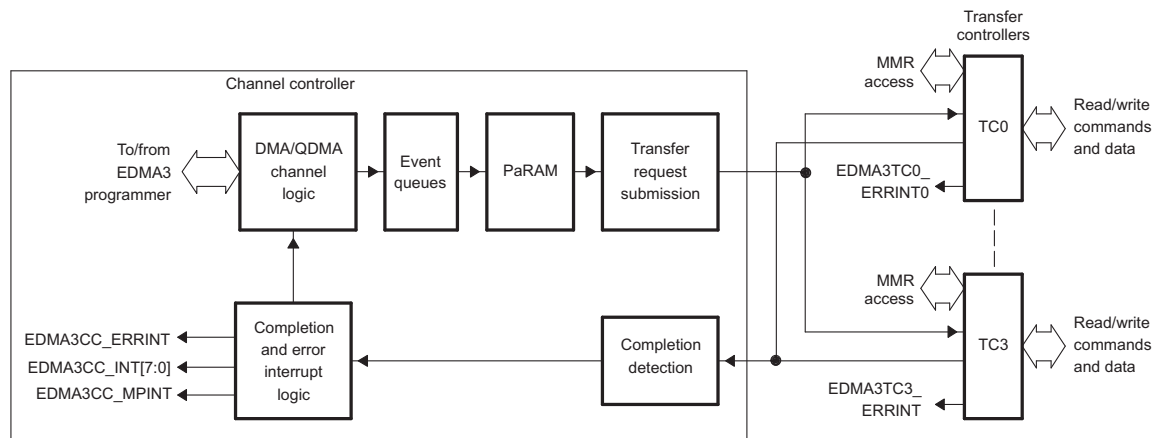 Transfer
controllers
MMR
access
TC0
Read/write
commands
and data
EDMA3TC0_
ERRINT0
Channel controller
To/from
EDMA3
programmer
DMA/QDMA
channel
logic
Event
queues
PaRAM
Transfer
request
submission
MMR
access
TC3
Read/write
commands
and data
EDMA3TC3_
ERRINT
EDMA3CC_ERRINT
EDMA3CC_INT[7:0]
EDMA3CC_MPINT
Completion
and error
interrupt
logic
Completion
detection